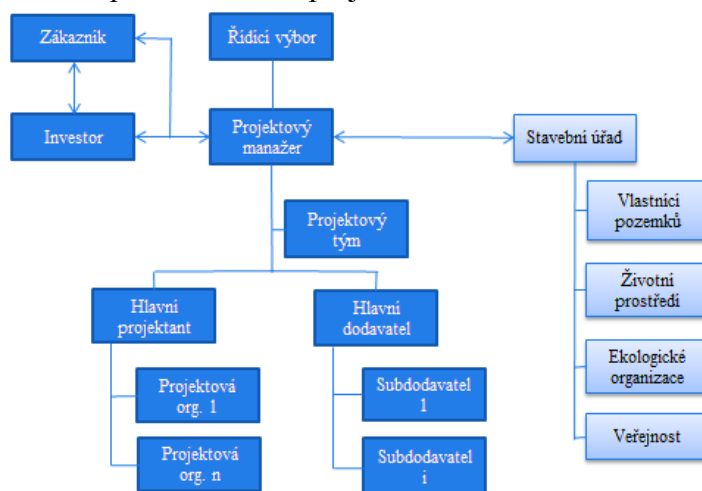 Zákazník
Řídicí výbor
Investor
Projektový
manažer
Stavební úřad
Vlastníci
pozemků
Projektový
tým
Životní
prostředí
Hlavní
projektant
Hlavní
dodavatel
Ekologické
organizace
Projektová
org. 1
Subdodavatel
1
Veřejnost
Projektová
org. n
Subdodavatel
i